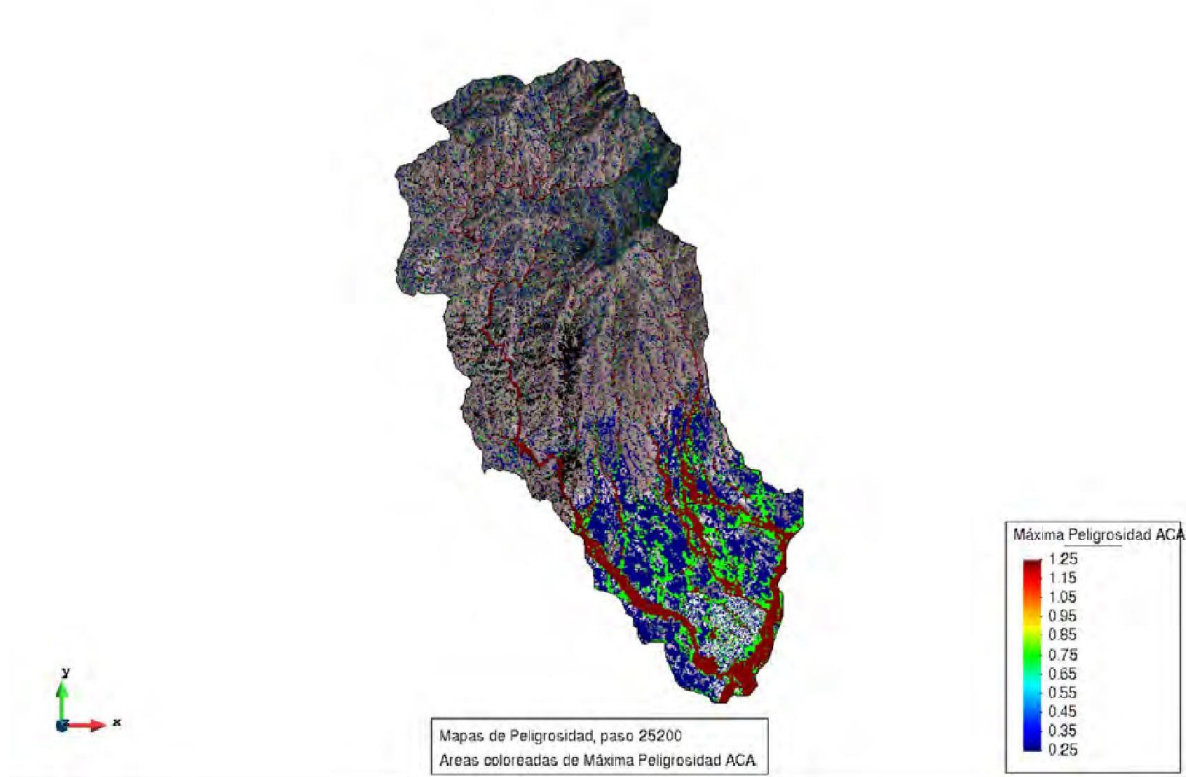 Máxima Peligrosidad ACA
1.25
1.15
1.05
0.95
0.85
0.75
0.65
0.55
0.45
0.35
0.25
y
x
Mapas de Peligrosidad, paso 25200
Areas coloreadas de Máxima Peligrosidad ACA.